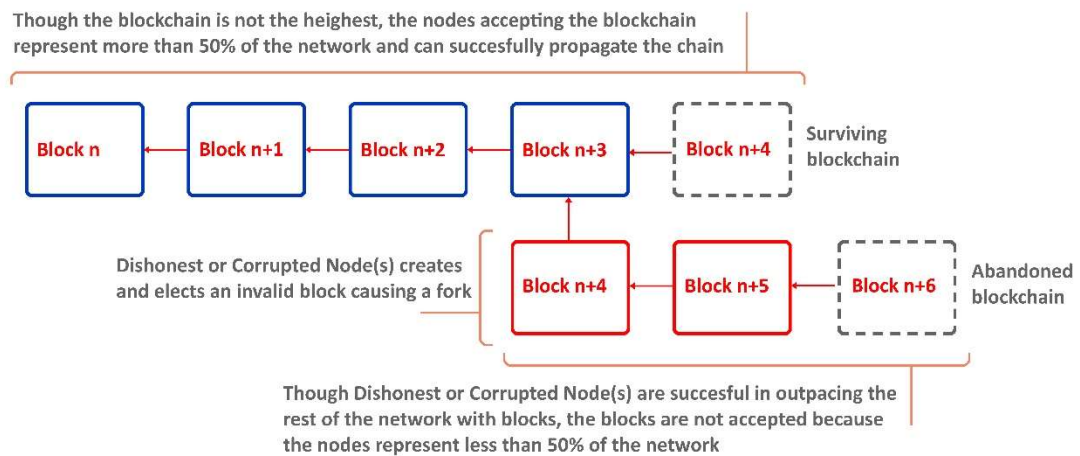 Though the blockchain is not the heighest, the nodes accepting the blockchain
represent more than 50% of the network and can succesfully propagate the chain
Block n
Block n+1
Block n+2
Block n+3
Block n+4
Surviving
blockchain
Dishonest or Corrupted Node(s) creates
and elects an invalid block causing a fork
Block n+4
Block n+5
Block n+6
Abandoned
blockchain
Though Dishonest or Corrupted Node(s) are succesful in outpacing the
rest of the network with blocks, the blocks are not accepted because
the nodes represent less than 50% of the network